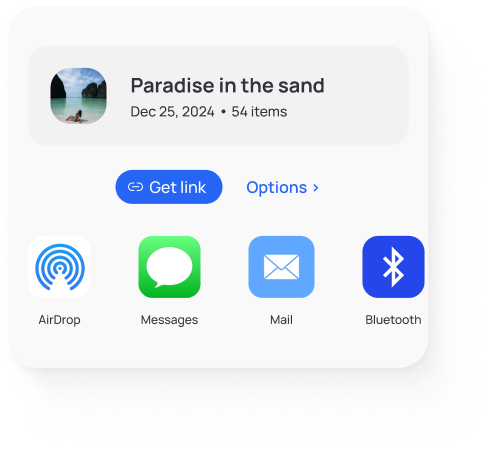 Paradise in the sand
Dec 25, 2024 • 54 items
Get link
Options ›
AirDrop
Messages
Mail
Bluetooth